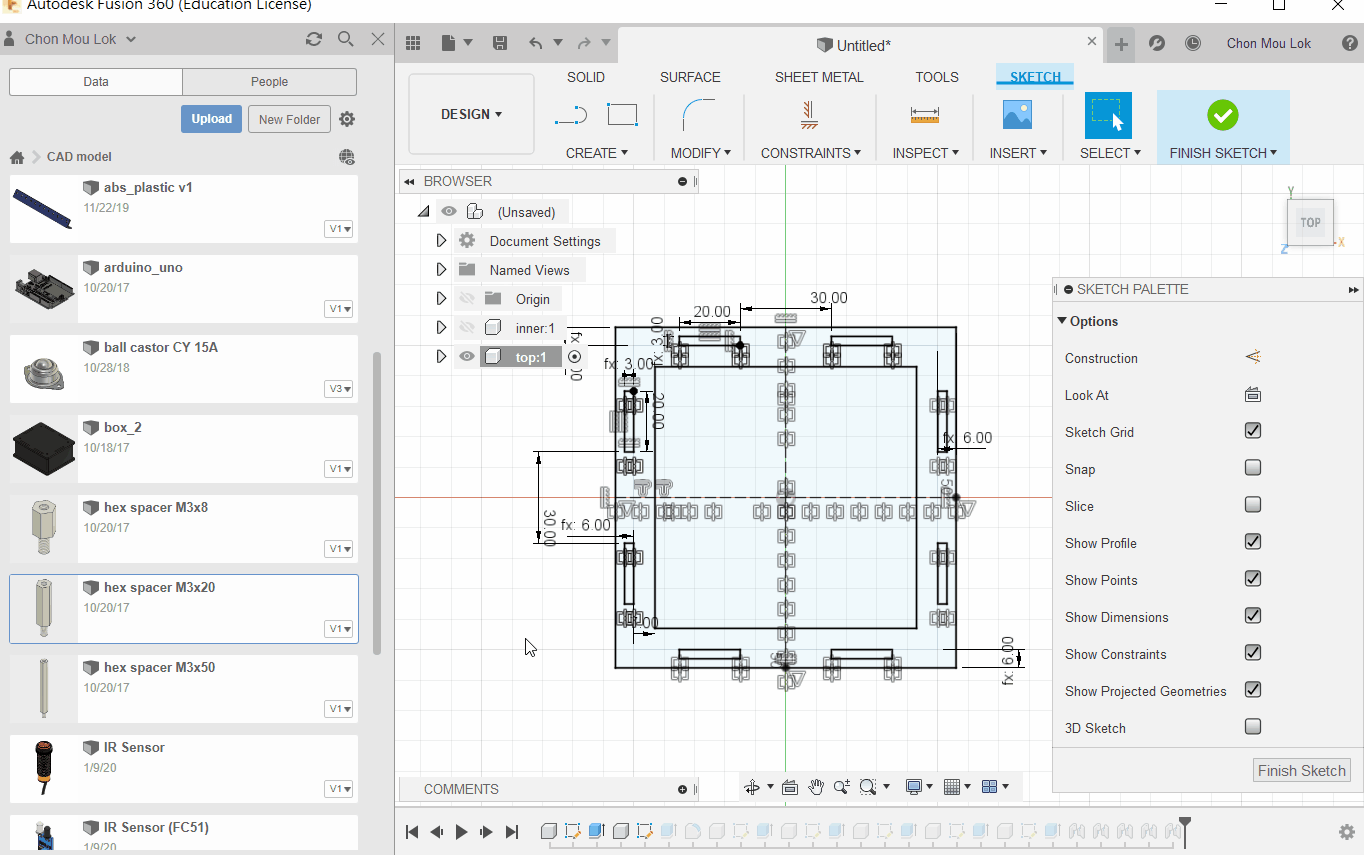 Autodesk Fusion 360 (Education License)
Chon Mou Lok
Data
People
Upload
New Folder
CAD model
abs_plastic v1
11/22/19
V1
arduino_uno
10/20/17
V1
ball castor CY 15A
10/28/18
V3
box_2
10/18/17
V1
hex spacer M3x8
10/20/17
V1
hex spacer M3x20
10/20/17
V1
hex spacer M3x50
10/20/17
V1
IR Sensor
1/9/20
V1
IR Sensor (FC51)
1/9/20
Untitled*
Chon Mou Lok
DESIGN
SOLID
SURFACE
SHEET METAL
TOOLS
SKETCH
CREATE
MODIFY
CONSTRAINTS
INSPECT
INSERT
SELECT
FINISH SKETCH
BROWSER
(Unsaved)
Document Settings
Named Views
Origin
inner:1
top:1
20.00
30.00
fx: 3.00
fx: 3.00
20.00
fx: 6.00
30.00
fx: 6.00
fx: 6.00
TOP
X
Y
Z
SKETCH PALETTE
Options
Construction
Look At
Sketch Grid
Snap
Slice
Show Profile
Show Points
Show Dimensions
Show Constraints
Show Projected Geometries
3D Sketch
Finish Sketch
COMMENTS